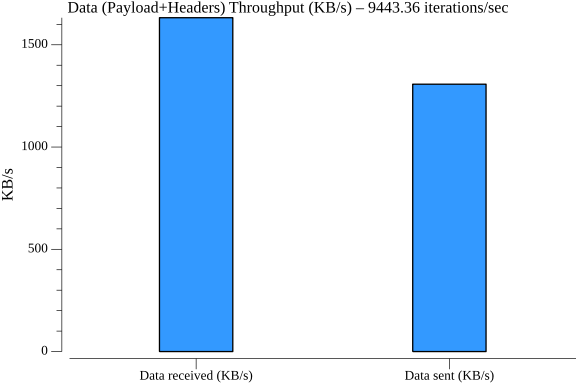 Data (Payload+Headers) Throughput (KB/s) – 9443.36 iterations/sec
1500
1000
500
0
KB/s
Data received (KB/s)
Data sent (KB/s)